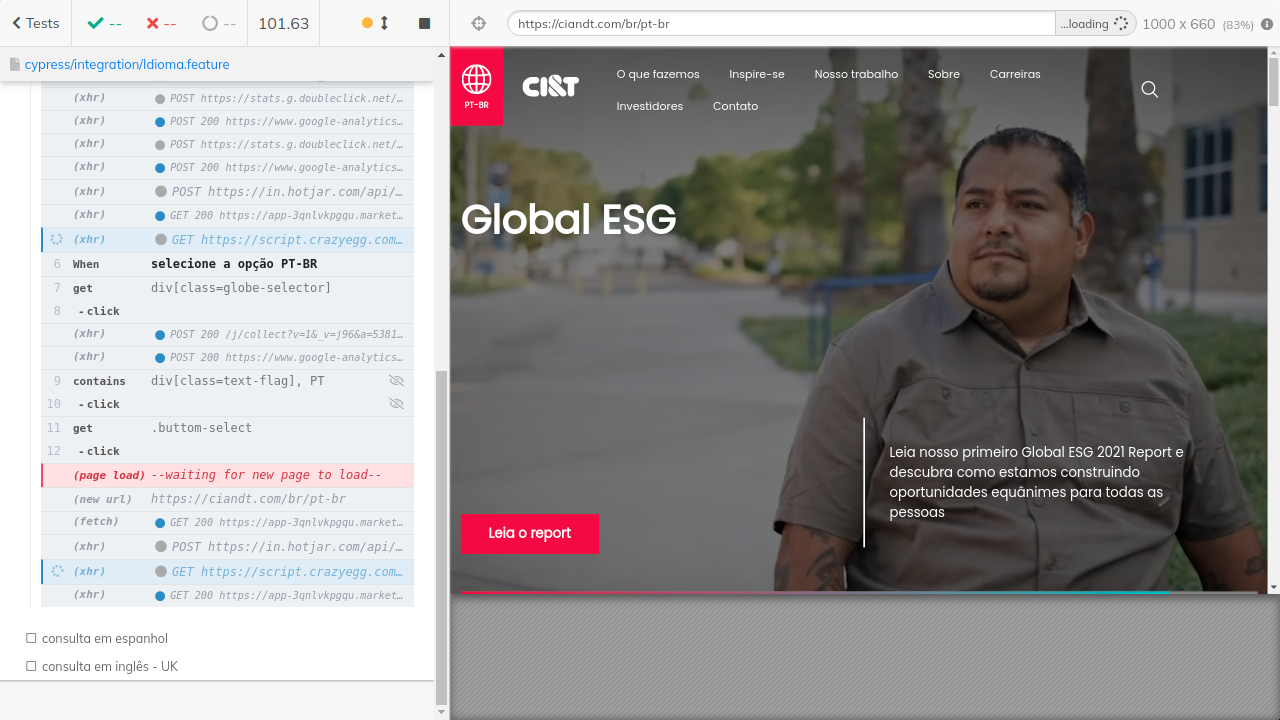 Tests
--
--
--
101.63
https://ciandt.com/br/pt-br
...loading
1000 x 660 (83%)
cypress/integration/Idioma.feature
(xhr) POST https://stats.g.doubleclick.net/…
(xhr) POST 200 https://www.google-analytics…
(xhr) POST https://stats.g.doubleclick.net/…
(xhr) POST 200 https://www.google-analytics…
(xhr) POST https://in.hotjar.com/api/…
(xhr) GET 200 https://app-3qnlvkpgqu.market…
(xhr) GET https://script.crazyegg.com…
6 When selecione a opção PT-BR
7 get div[class=globe-selector]
8 - click
(xhr) POST 200 /j/collect?v=1&_v=j96&a=5381…
(xhr) POST 200 https://www.google-analytics…
9 contains div[class=text-flag], PT
10 - click
11 get .buttom-select
12 - click
(page load) --waiting for new page to load--
(new url) https://ciandt.com/br/pt-br
(fetch) GET 200 https://app-3qnlvkpgqu.market…
(xhr) POST https://in.hotjar.com/api/…
(xhr) GET https://script.crazyegg.com…
(xhr) GET 200 https://app-3qnlvkpgqu.market…
consulta em espanhol
consulta em inglês - UK
PT-BR
CI&T
O que fazemos Inspire-se Nosso trabalho Sobre Carreiras
Investidores Contato
Global ESG
Leia nosso primeiro Global ESG 2021 Report e
descubra como estamos construindo
oportunidades equânimes para todas as
pessoas
Leia o report